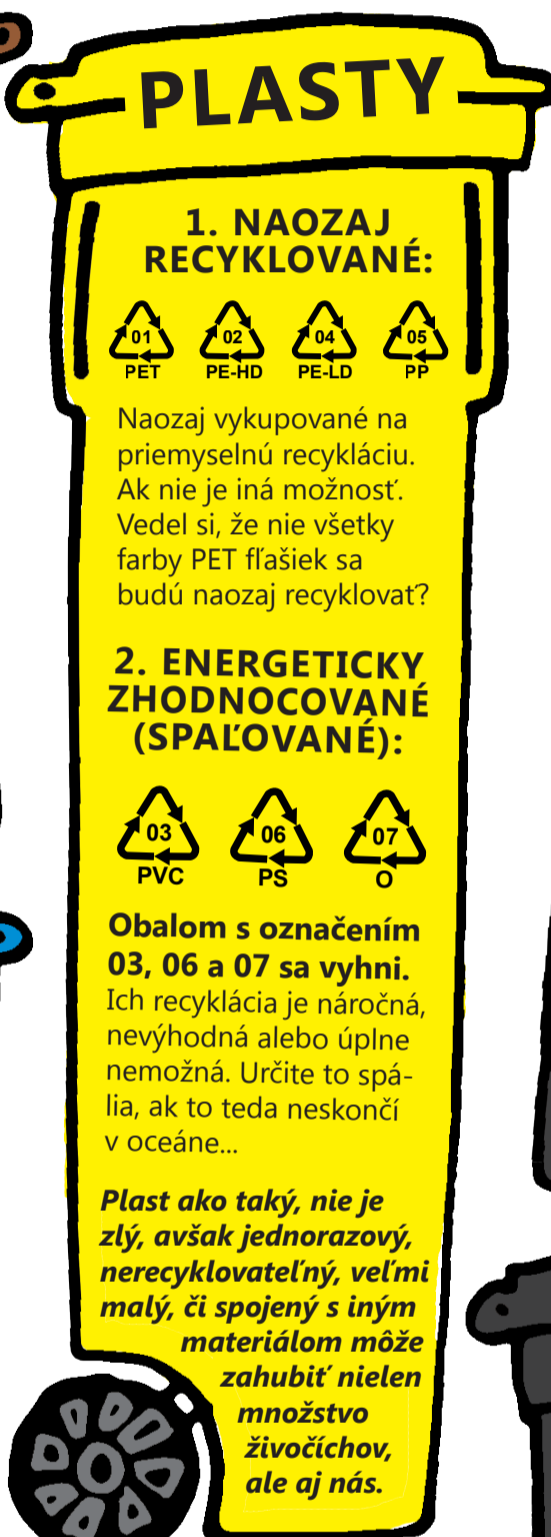 PLASTY
1. NAOZAJ
RECYKLOVANÉ:
01 02 04 05
PET PE-HD PE-LD PP
Naozaj vykupované na
priemyselnú recykláciu.
Ak nie je iná možnosť.
Vedel si, že nie všetky
farby PET fľašiek sa
budú naozaj recyklovať?
2. ENERGETICKY
ZHODNOCOVANÉ
(SPAĽOVANÉ):
03 06 07
PVC PS O
Obalom s označením
03, 06 a 07 sa vyhni.
Ich recyklácia je náročná,
nevýhodná alebo úplne
nemožná. Určite to spá-
lia, ak to teda neskončí
v oceáne...
Plast ako taký, nie je
zlý, avšak jednorazový,
nerecyklovateľný, veľmi
malý, či spojený s iným
materiálom môže
zahubiť nielen
množstvo
živočíchov,
ale aj nás.